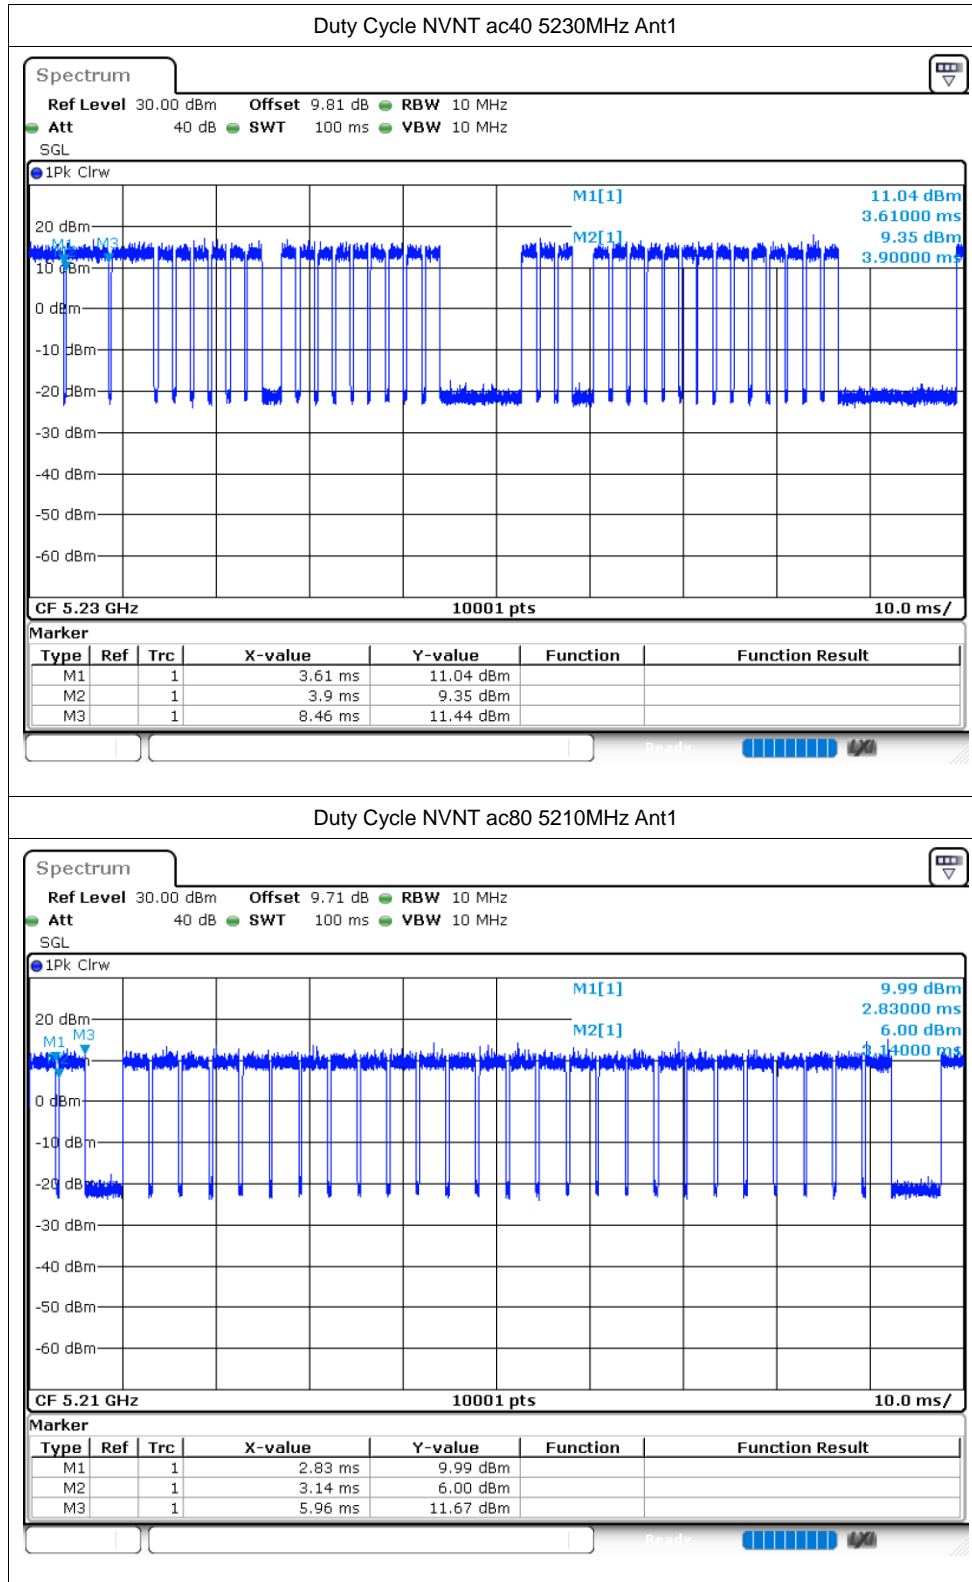 Duty Cycle NVNT ac40 5230MHz Ant1
Spectrum
Ref Level 30.00 dBm Offset 9.81 dB RBW 10 MHz
Att 40 dB SWT 100 ms VBW 10 MHz
SGL
1Pk Clrw
M1[1] 11.04 dBm
3.61000 ms
20 dBm
M2[1] 9.35 dBm
3.90000 ms
M1 M3
10 dBm
0 dBm
-10 dBm
-20 dBm
-30 dBm
-40 dBm
-50 dBm
-60 dBm
CF 5.23 GHz 10001 pts 10.0 ms/
Marker
Type Ref Trc X-value Y-value Function Function Result
M1 1 3.61 ms 11.04 dBm
M2 1 3.9 ms 9.35 dBm
M3 1 8.46 ms 11.44 dBm
Ready LXI
Duty Cycle NVNT ac80 5210MHz Ant1
Spectrum
Ref Level 30.00 dBm Offset 9.71 dB RBW 10 MHz
Att 40 dB SWT 100 ms VBW 10 MHz
SGL
1Pk Clrw
M1[1] 9.99 dBm
2.83000 ms
20 dBm
M2[1] 6.00 dBm
3.14000 ms
M1 M3
0 dBm
-10 dBm
-20 dBm
-30 dBm
-40 dBm
-50 dBm
-60 dBm
CF 5.21 GHz 10001 pts 10.0 ms/
Marker
Type Ref Trc X-value Y-value Function Function Result
M1 1 2.83 ms 9.99 dBm
M2 1 3.14 ms 6.00 dBm
M3 1 5.96 ms 11.67 dBm
Ready LXI